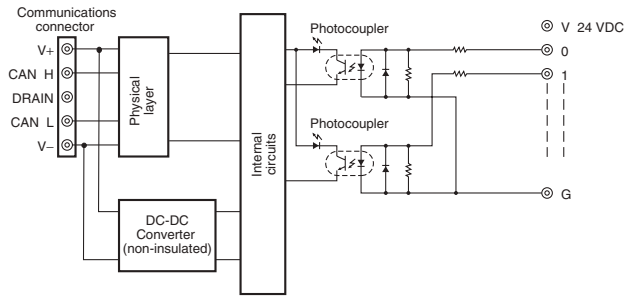 Communications
connector
V+
CAN H
DRAIN
CAN L
V−
Physical
layer
DC-DC
Converter
(non-insulated)
Internal
circuits
Photocoupler
Photocoupler
V 24 VDC
0
1
G